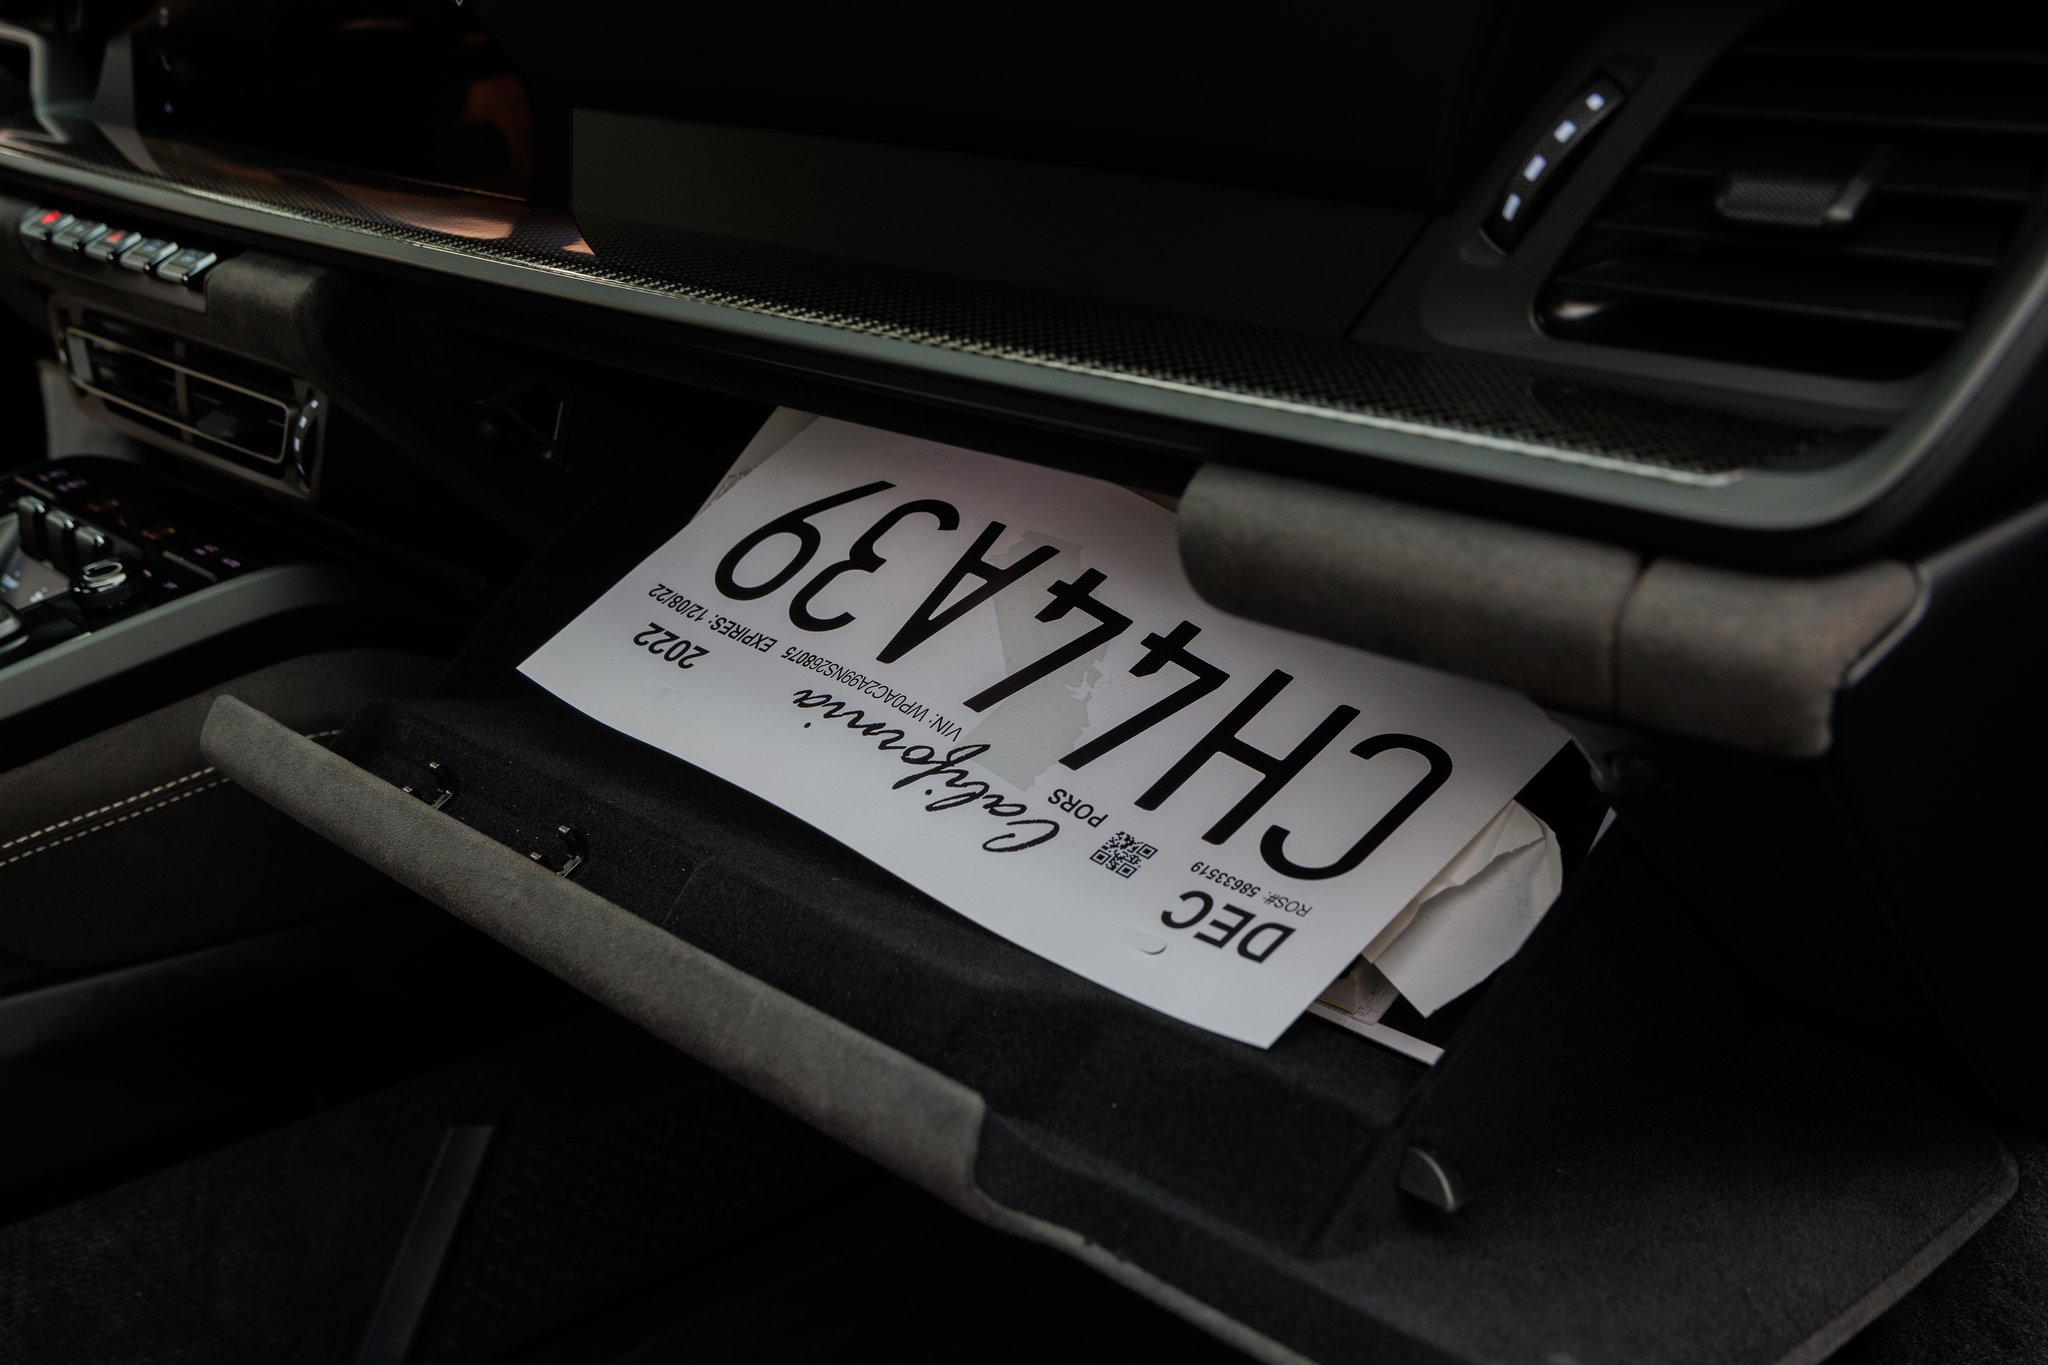 DEC California 2022
ROS#: 58633519 PORS VIN: WP0AC2A99NS268075 EXPIRES: 12/08/22
CH44A39